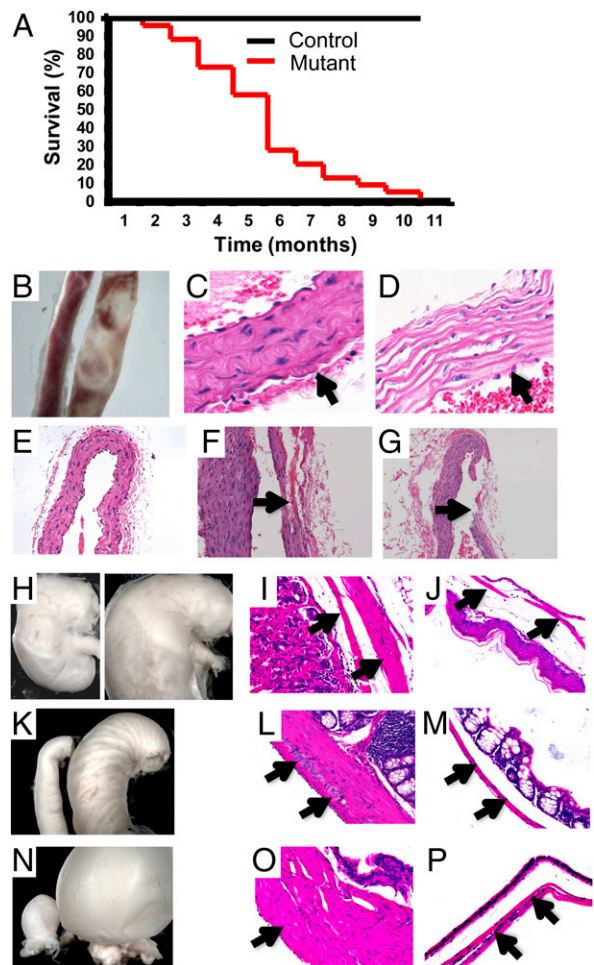 A
100
90
80
70
60
50
40
30
20
10
0
Survival (%)
Control
Mutant
1 2 3 4 5 6 7 8 9 10 11
Time (months)
B C D
E F G
H I J
K L M
N O P